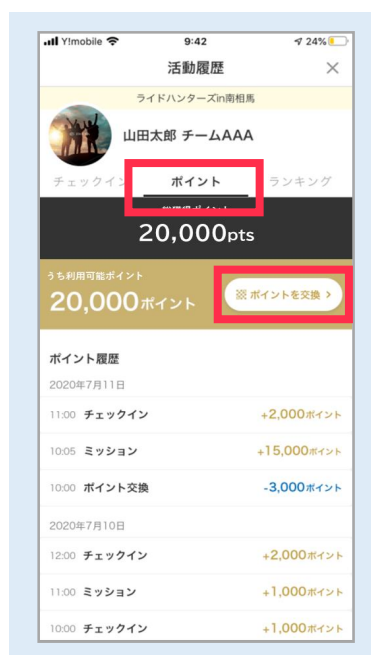 Y!mobile 9:42 24%
活動履歴 ×
ライドハンターズin南相馬
山田太郎 チームAAA
チェックイン ポイント ランキング
20,000pts
うち利用可能ポイント
20,000ポイント ポイントを交換 >
ポイント履歴
2020年7月11日
11:00 チェックイン +2,000ポイント
10:05 ミッション +15,000ポイント
10:00 ポイント交換 -3,000ポイント
2020年7月10日
12:00 チェックイン +2,000ポイント
11:00 ミッション +1,000ポイント
10:00 チェックイン +1,000ポイント